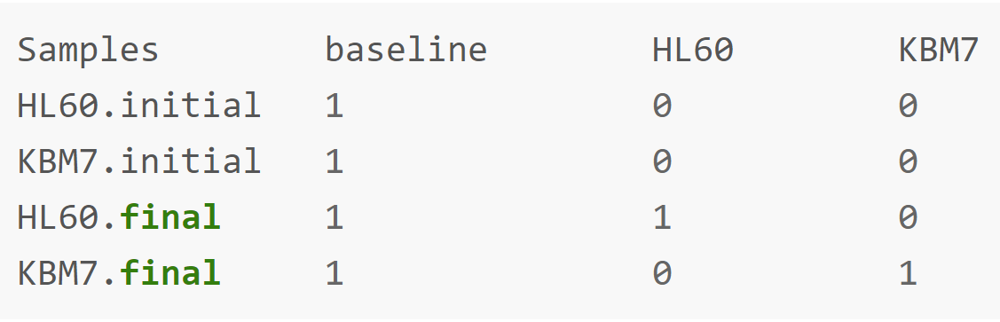 Samples baseline HL60 KBM7
HL60.initial 1 0 0
KBM7.initial 1 0 0
HL60.final 1 1 0
KBM7.final 1 0 1